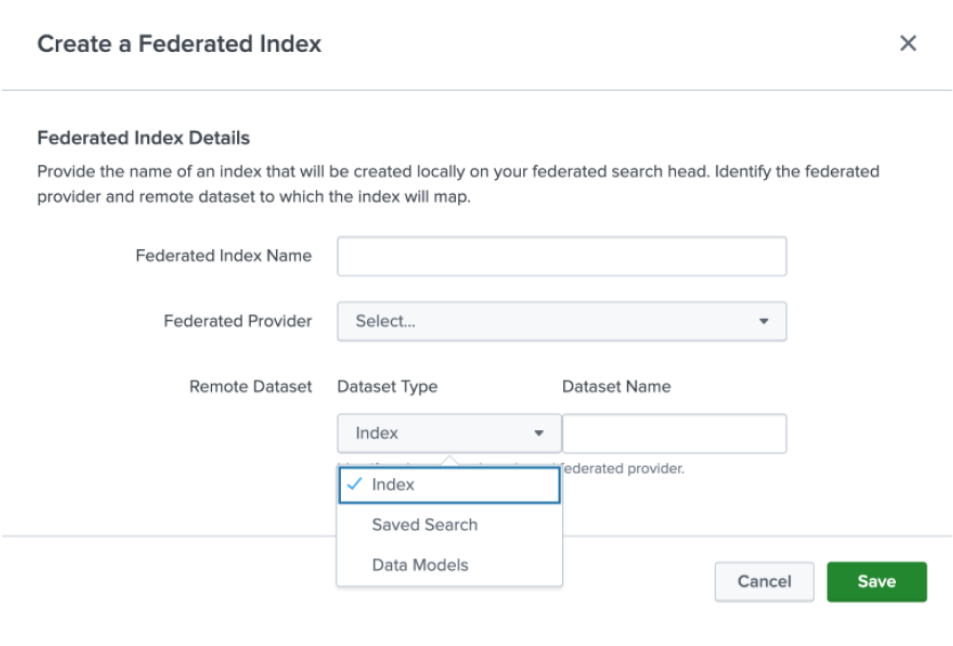 Create a Federated Index
Federated Index Details
Provide the name of an index that will be created locally on your federated search head. Identify the federated
provider and remote dataset to which the index will map.
Federated Index Name
Federated Provider
Select...
Remote Dataset
Dataset Type
Dataset Name
Index
federated provider.
Index
Saved Search
Data Models
Cancel
Save